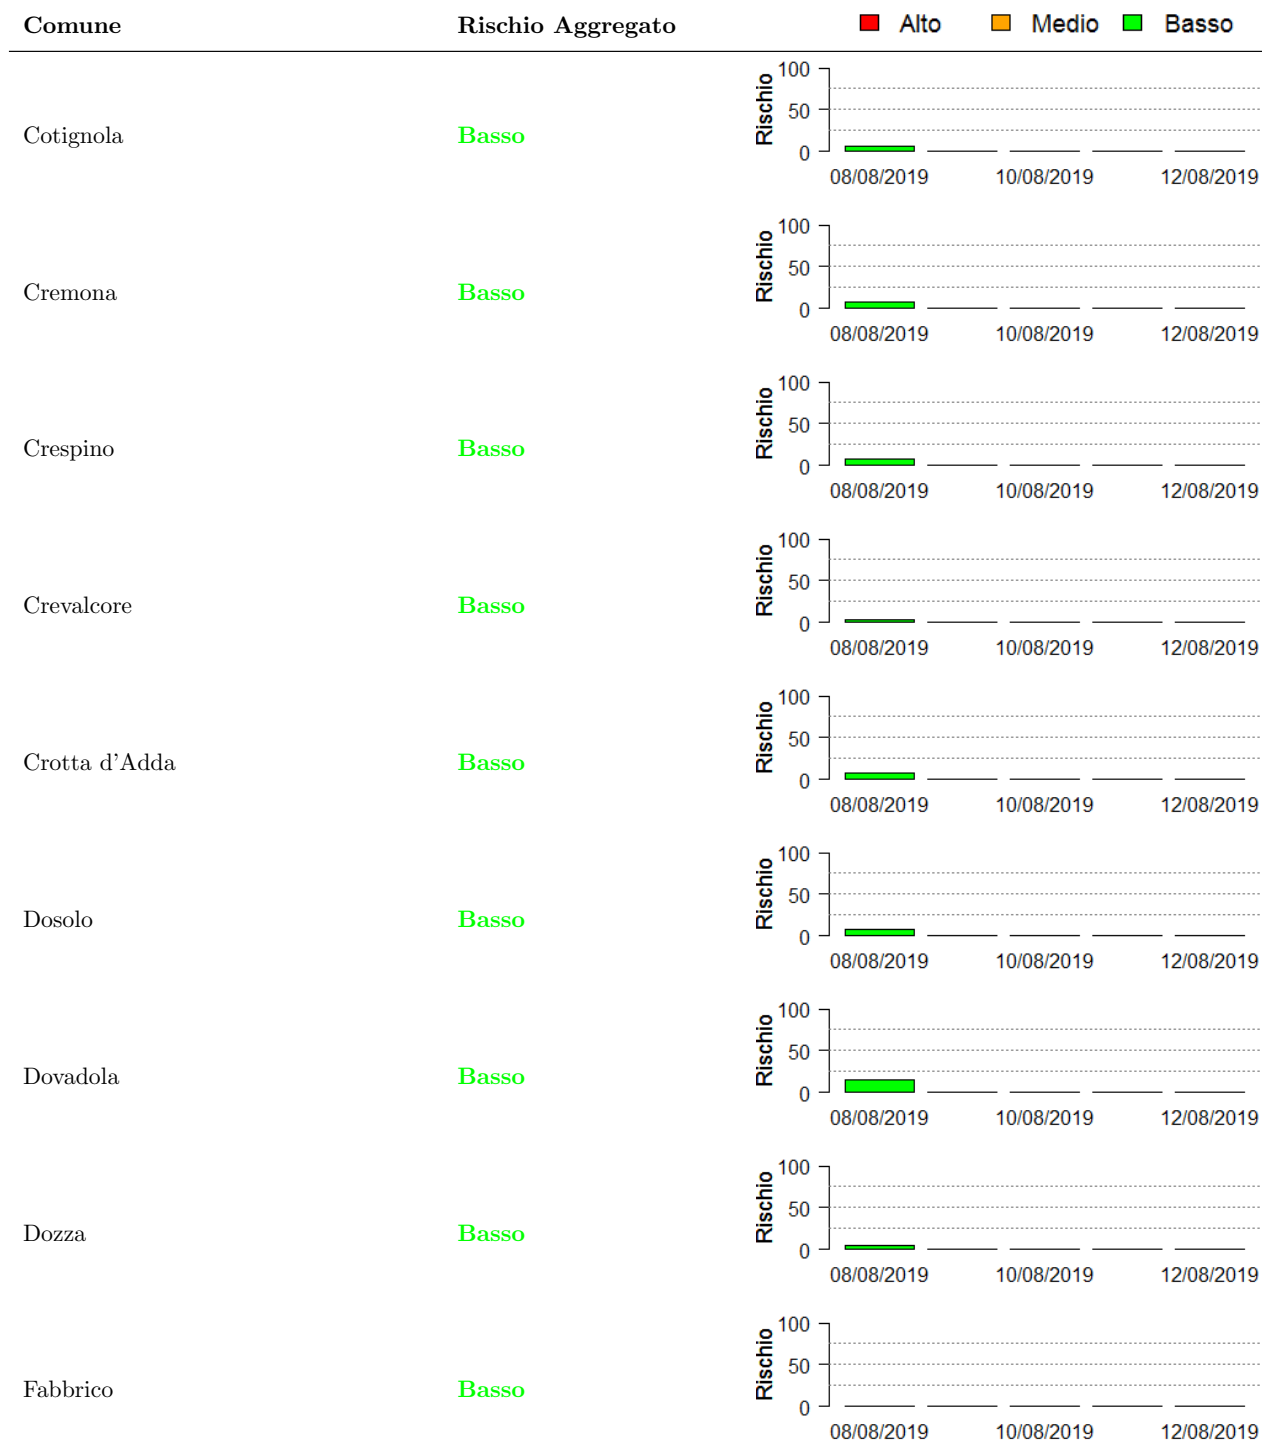 Comune Rischio Aggregato Alto Medio Basso
100
Rischio
50
Cotignola Basso
0
08/08/2019 10/08/2019 12/08/2019
100
Rischio
50
Cremona Basso
0
08/08/2019 10/08/2019 12/08/2019
100
Rischio
50
Crespino Basso
0
08/08/2019 10/08/2019 12/08/2019
100
Rischio
50
Crevalcore Basso
0
08/08/2019 10/08/2019 12/08/2019
100
Rischio
50
Crotta d'Adda Basso
0
08/08/2019 10/08/2019 12/08/2019
100
Rischio
50
Dosolo Basso
0
08/08/2019 10/08/2019 12/08/2019
100
Rischio
50
Dovadola Basso
0
08/08/2019 10/08/2019 12/08/2019
100
Rischio
50
Dozza Basso
0
08/08/2019 10/08/2019 12/08/2019
100
Rischio
50
Fabbrico Basso
0
08/08/2019 10/08/2019 12/08/2019